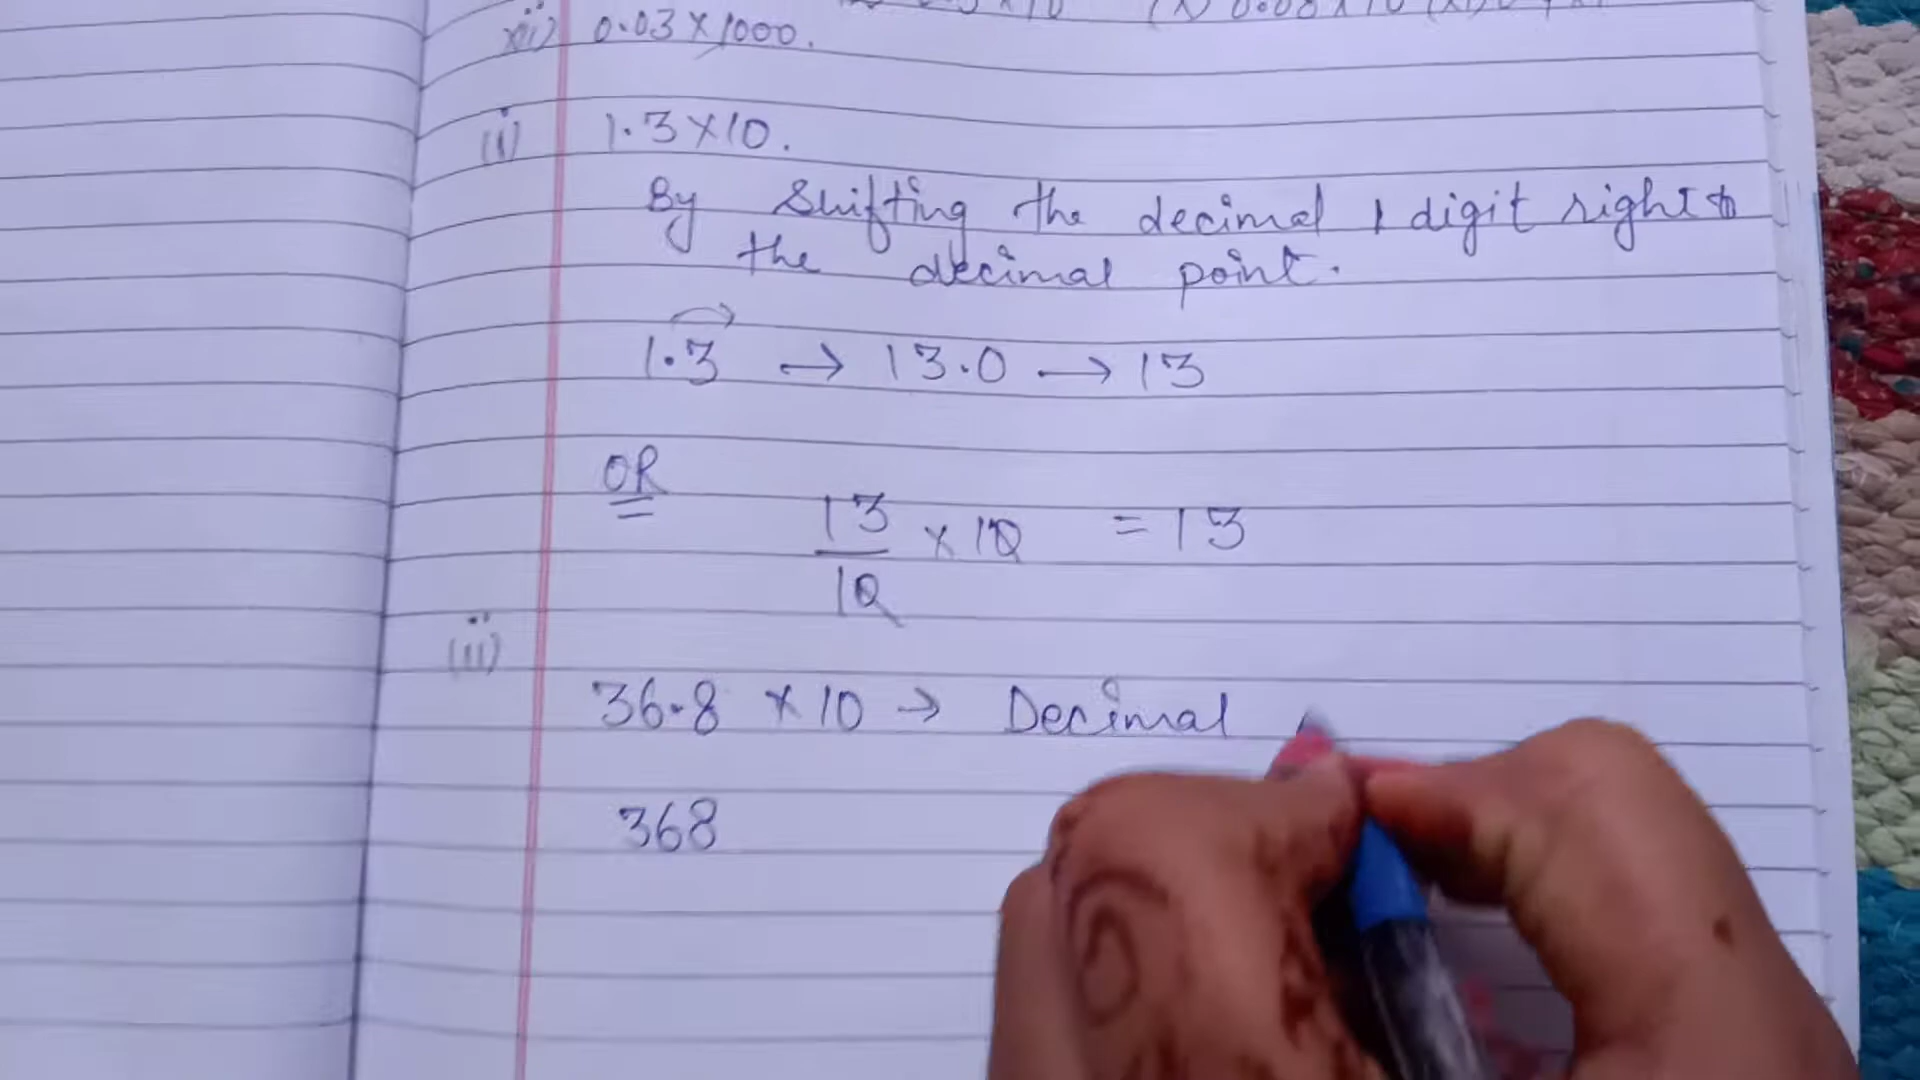 xii) 0.03 × 1000.
(i) 1.3 × 10.
By Shifting the decimal 1 digit right to
the decimal point.
1.3 → 13.0 → 13
OR
13/10 × 10 = 13
(ii)
36.8 × 10 → Decimal
368